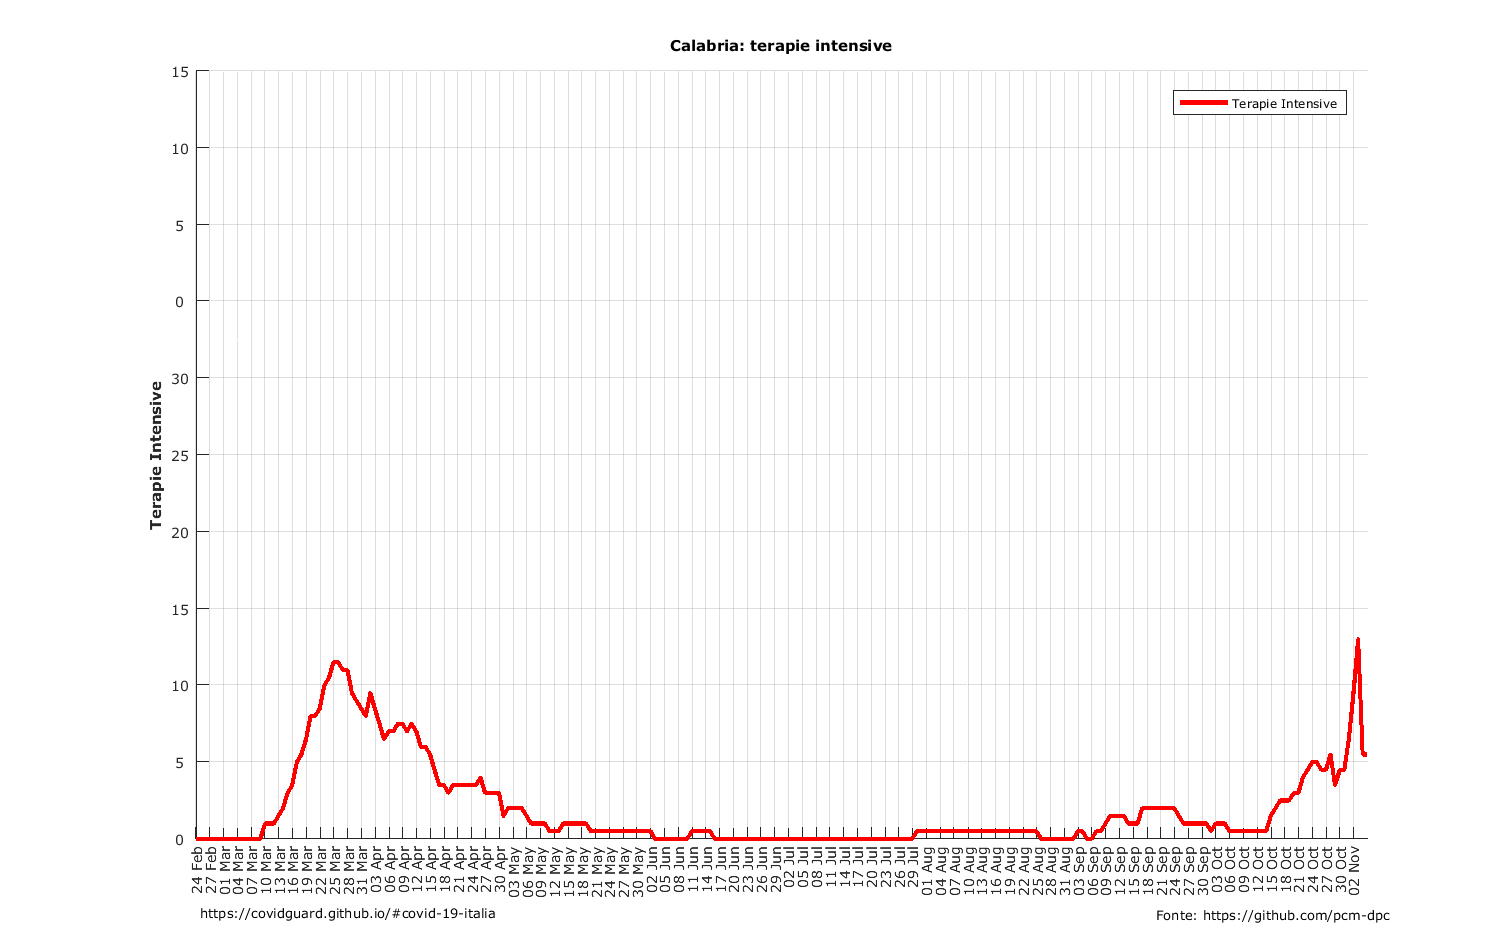 Calabria: terapie intensive
Terapie Intensive
15
10
5
0
30
25
20
15
10
5
0
Terapie Intensive
24 Feb
27 Feb
01 Mar
04 Mar
07 Mar
10 Mar
13 Mar
16 Mar
19 Mar
22 Mar
25 Mar
28 Mar
31 Mar
03 Apr
06 Apr
09 Apr
12 Apr
15 Apr
18 Apr
21 Apr
24 Apr
27 Apr
30 Apr
03 May
06 May
09 May
12 May
15 May
18 May
21 May
24 May
27 May
30 May
02 Jun
05 Jun
08 Jun
11 Jun
14 Jun
17 Jun
20 Jun
23 Jun
26 Jun
29 Jun
02 Jul
05 Jul
08 Jul
11 Jul
14 Jul
17 Jul
20 Jul
23 Jul
26 Jul
29 Jul
01 Aug
04 Aug
07 Aug
10 Aug
13 Aug
16 Aug
19 Aug
22 Aug
25 Aug
28 Aug
31 Aug
03 Sep
06 Sep
09 Sep
12 Sep
15 Sep
18 Sep
21 Sep
24 Sep
27 Sep
30 Sep
03 Oct
06 Oct
09 Oct
12 Oct
15 Oct
18 Oct
21 Oct
24 Oct
27 Oct
30 Oct
02 Nov
https://covidguard.github.io/#covid-19-italia
Fonte: https://github.com/pcm-dpc